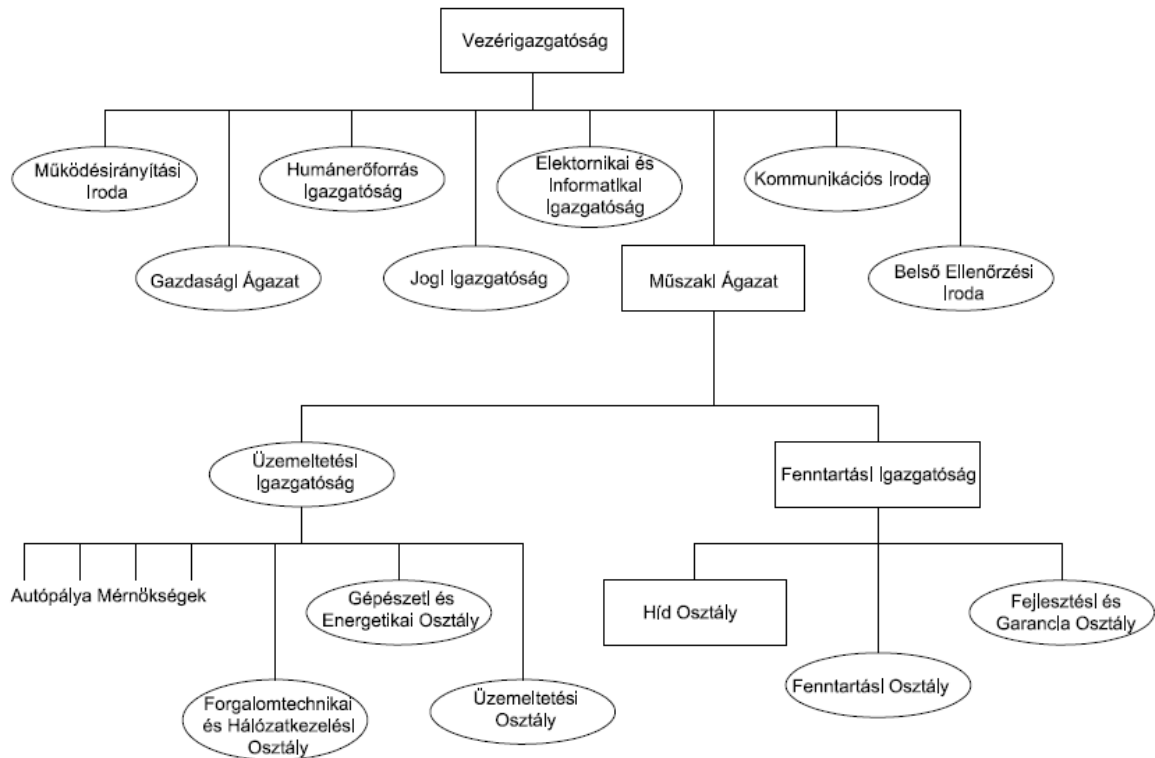 Vezérigazgatóság
Működésirányítási
Iroda
Humánerőforrás
Igazgatóság
Elektornikai és
Informatikai
Igazgatóság
Kommunikációs Iroda
Gazdasági Ágazat
Jogi Igazgatóság
Műszaki Ágazat
Belső Ellenőrzési
Iroda
Üzemeltetési
Igazgatóság
Fenntartási Igazgatóság
Autópálya Mérnökségek
Gépészeti és
Energetikai Osztály
Híd Osztály
Fejlesztési és
Garancia Osztály
Forgalomtechnikai
és Hálózatkezelési
Osztály
Üzemeltetési
Osztály
Fenntartási Osztály